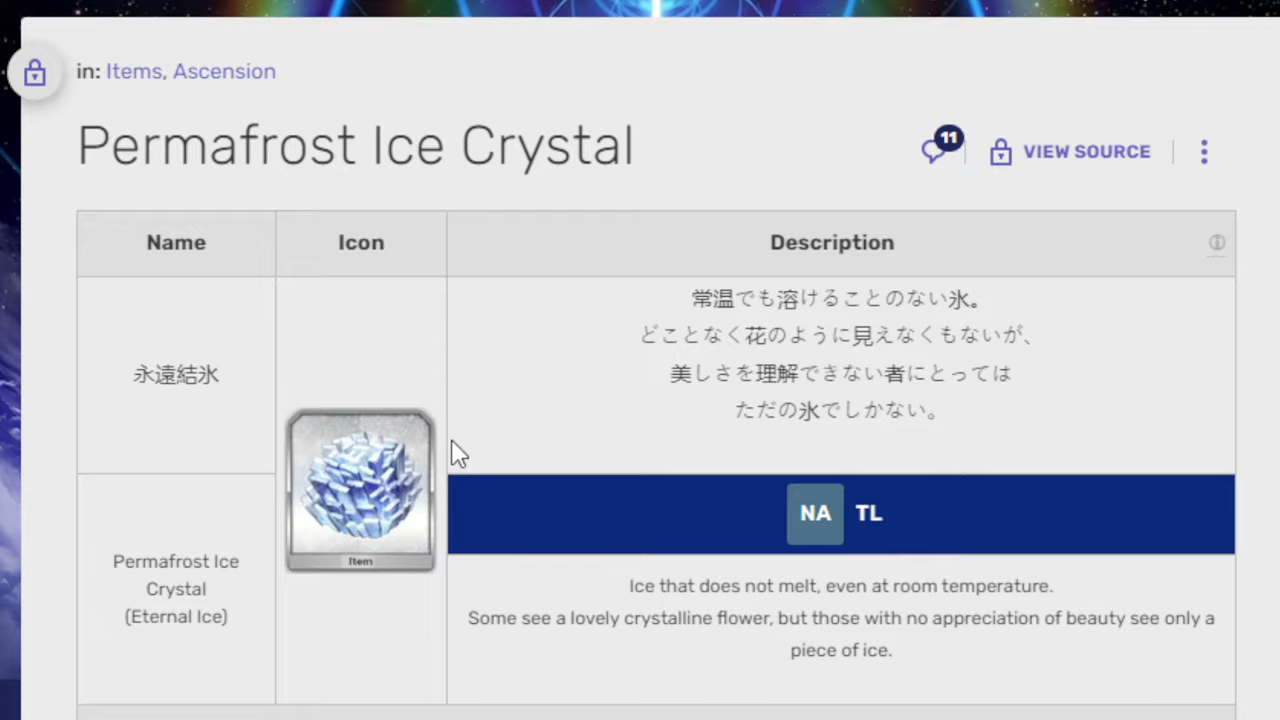 in: Items, Ascension
Permafrost Ice Crystal
11
VIEW SOURCE
Name
Icon
Description
永遠結氷
常温でも溶けることのない氷。
どことなく花のように見えなくもないが、
美しさを理解できない者にとっては
ただの氷でしかない。
Item
NA TL
Permafrost Ice
Crystal
(Eternal Ice)
Ice that does not melt, even at room temperature.
Some see a lovely crystalline flower, but those with no appreciation of beauty see only a
piece of ice.